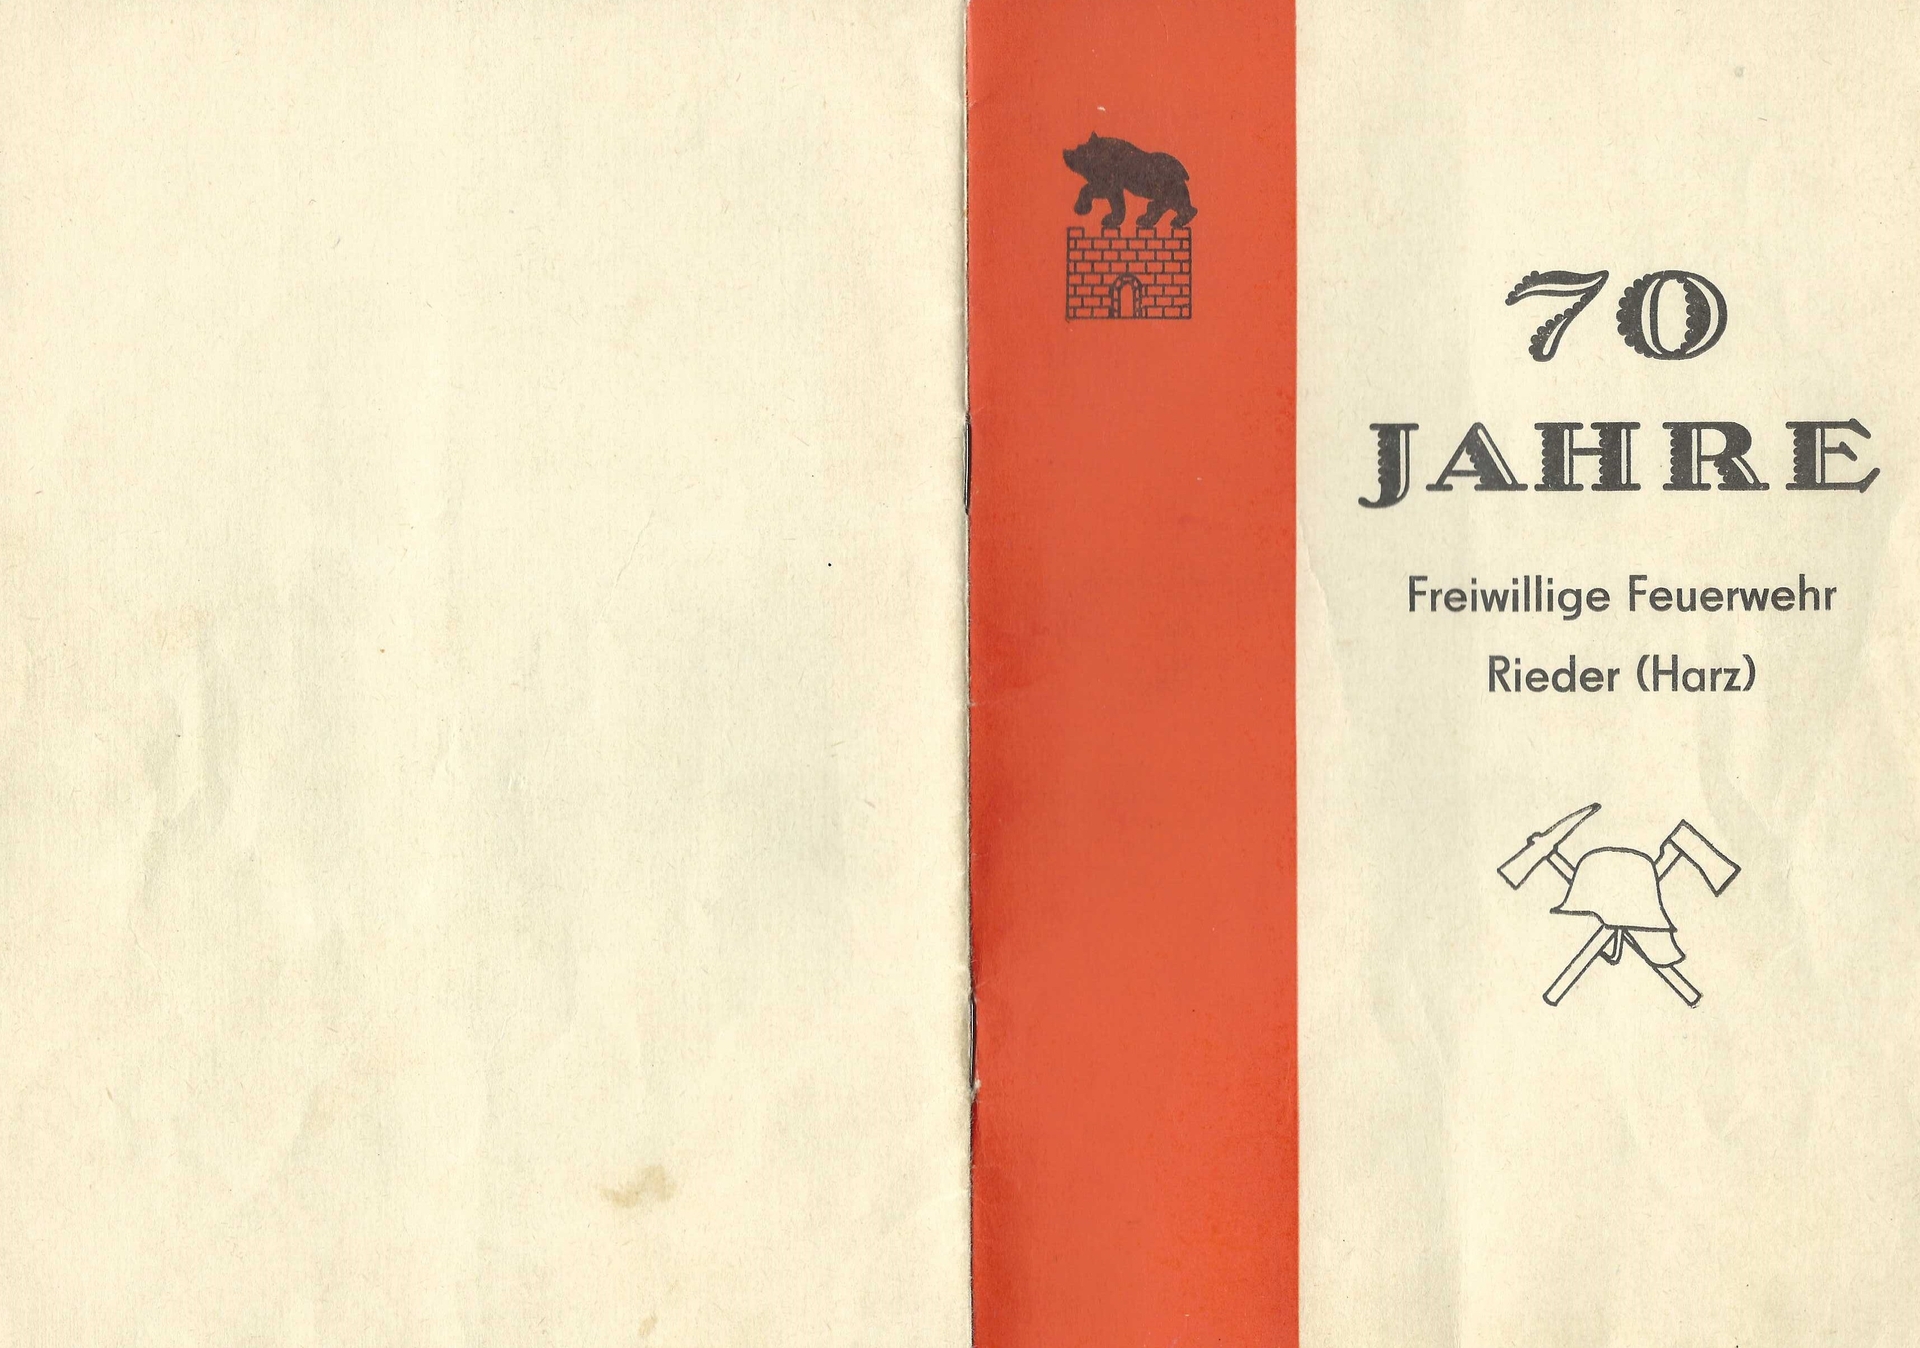 70
JAHRE
Freiwillige Feuerwehr
Rieder (Harz)